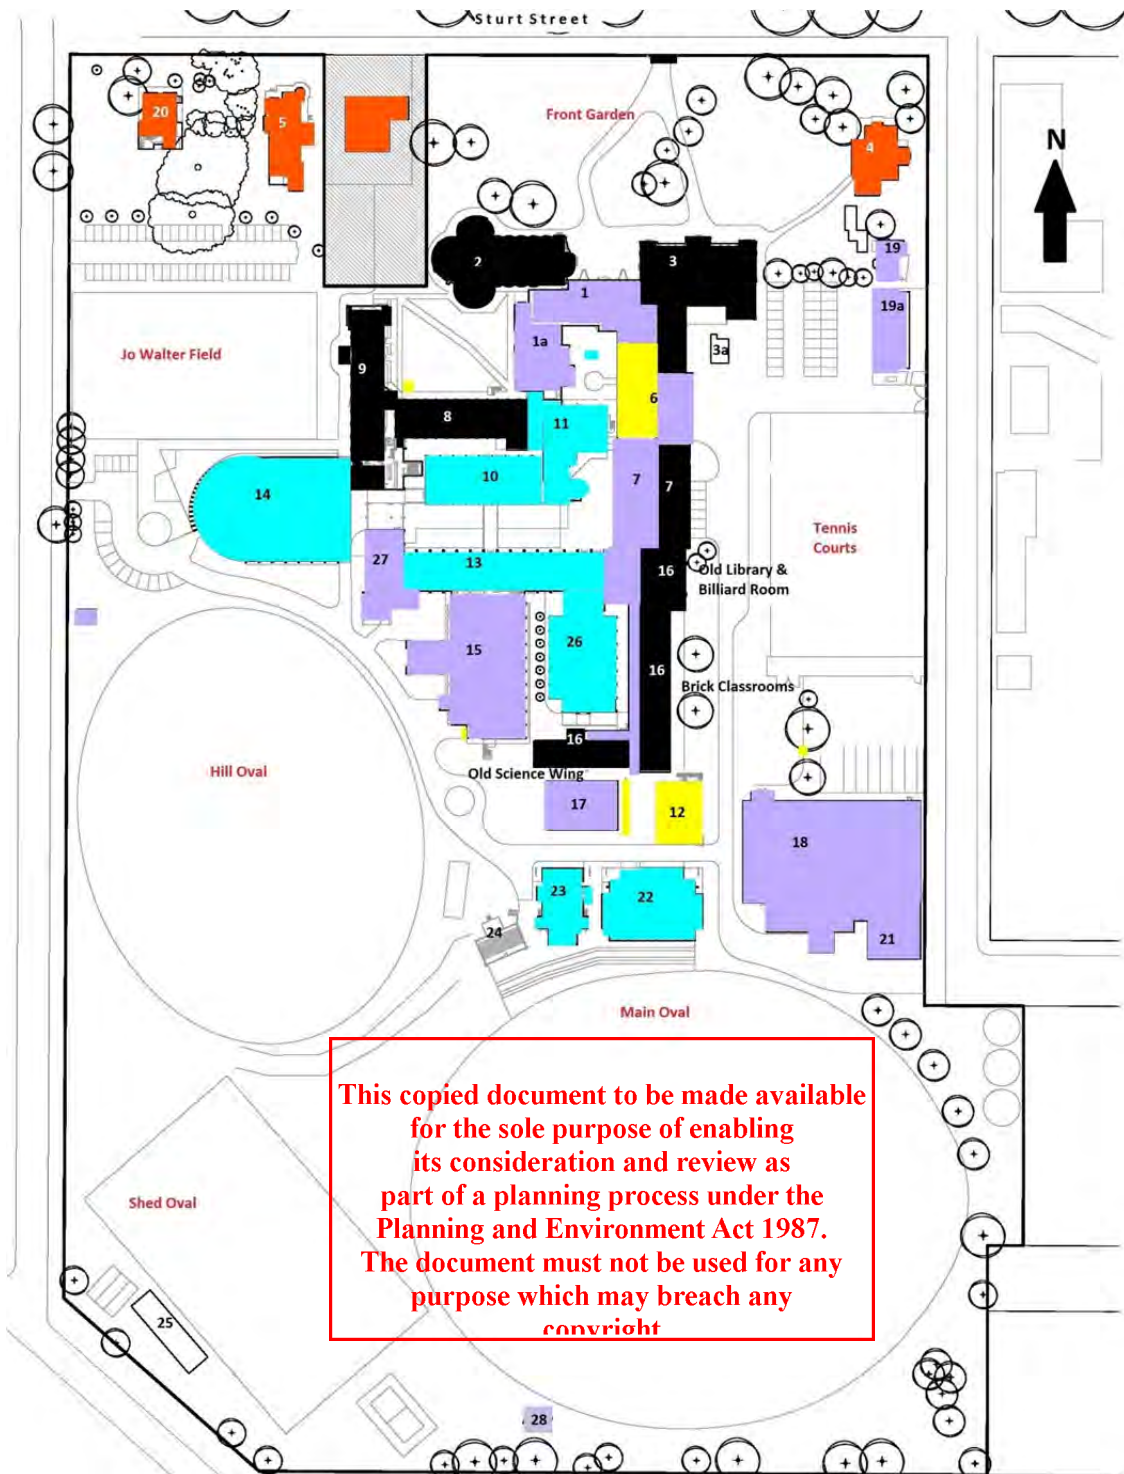 Sturt Street
20
5
Front Garden
4
N
2
3
19
1
19a
1a
3a
Jo Walter Field
9
6
8
11
10
7
7
14
Tennis
Courts
27
13
16
Old Library &
Billiard Room
15
26
16
Brick Classrooms
16
Hill Oval
Old Science Wing
17
12
18
23
22
24
21
Main Oval
This copied document to be made available
for the sole purpose of enabling
its consideration and review as
part of a planning process under the
Planning and Environment Act 1987.
The document must not be used for any
purpose which may breach any
copyright
Shed Oval
25
28